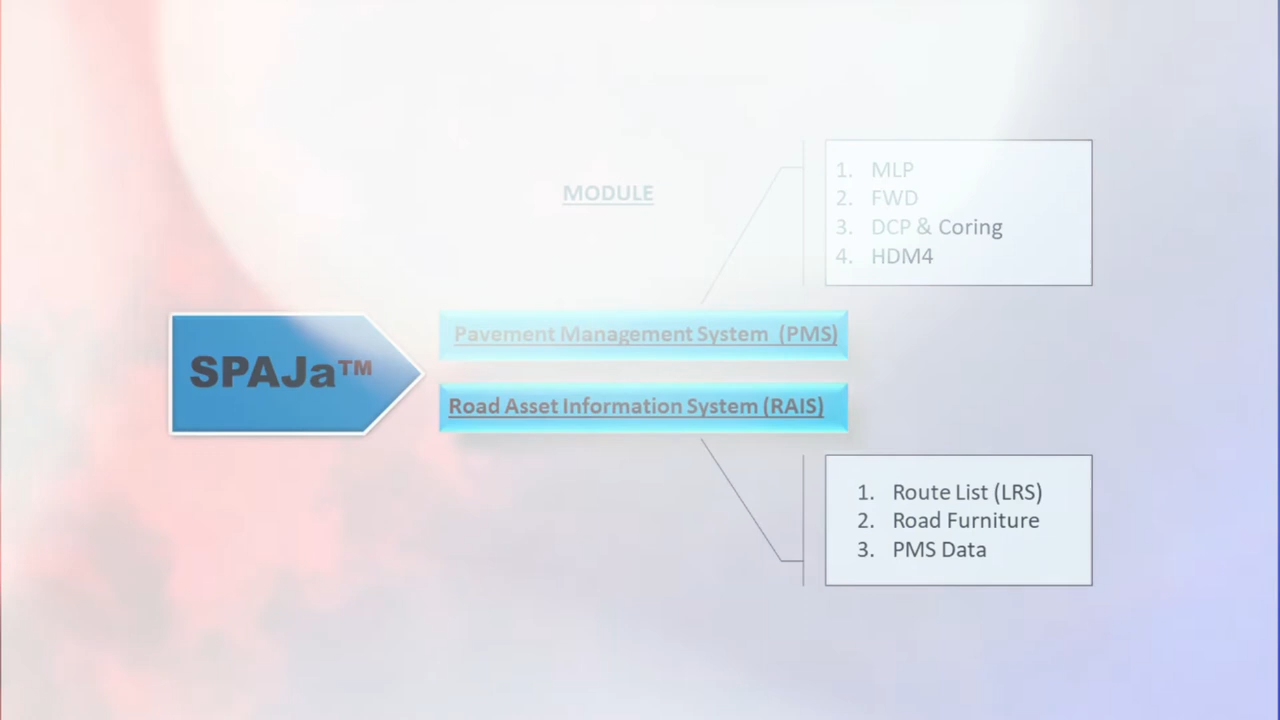 MODULE
1. MLP
2. FWD
3. DCP & Coring
4. HDM4
SPAJa™
Pavement Management System (PMS)
Road Asset Information System (RAIS)
1. Route List (LRS)
2. Road Furniture
3. PMS Data